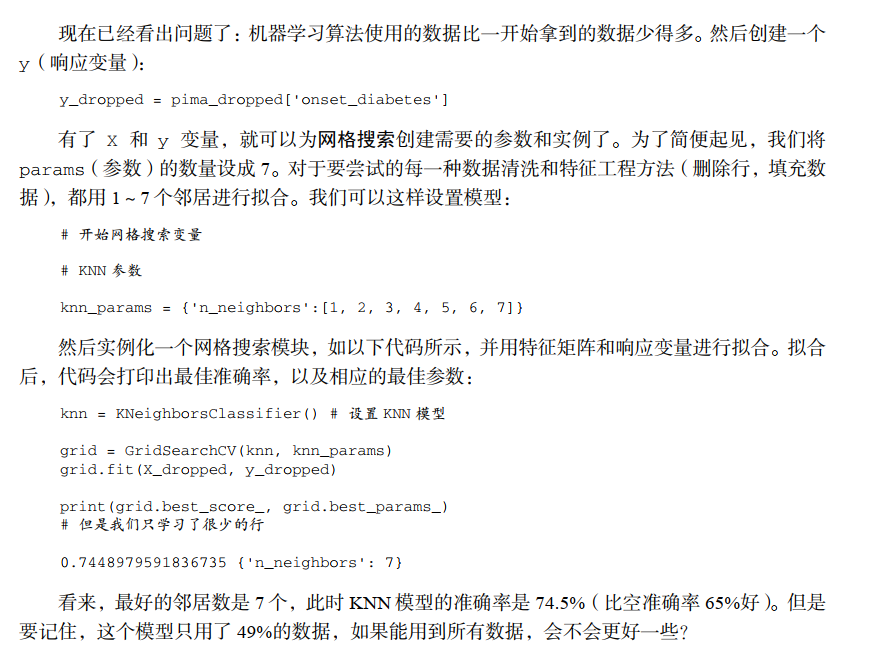 现在已经看出问题了：机器学习算法使用的数据比一开始拿到的数据少得多。然后创建一个
y（响应变量）：
y_dropped = pima_dropped['onset_diabetes']
有了 X 和 y 变量，就可以为网格搜索创建需要的参数和实例了。为了简便起见，我们将
params（参数）的数量设成 7。对于要尝试的每一种数据清洗和特征工程方法（删除行，填充数
据），都用 1 ~ 7 个邻居进行拟合。我们可以这样设置模型：
# 开始网格搜索变量
# KNN 参数
knn_params = {'n_neighbors':[1, 2, 3, 4, 5, 6, 7]}
然后实例化一个网格搜索模块，如以下代码所示，并用特征矩阵和响应变量进行拟合。拟合
后，代码会打印出最佳准确率，以及相应的最佳参数：
knn = KNeighborsClassifier() # 设置 KNN 模型
grid = GridSearchCV(knn, knn_params)
grid.fit(X_dropped, y_dropped)
print(grid.best_score_, grid.best_params_)
# 但是我们只学习了很少的行
0.7448979591836735 {'n_neighbors': 7}
看来，最好的邻居数是 7 个，此时 KNN 模型的准确率是 74.5%（比空准确率 65%好）。但是
要记住，这个模型只用了 49%的数据，如果能用到所有数据，会不会更好一些？